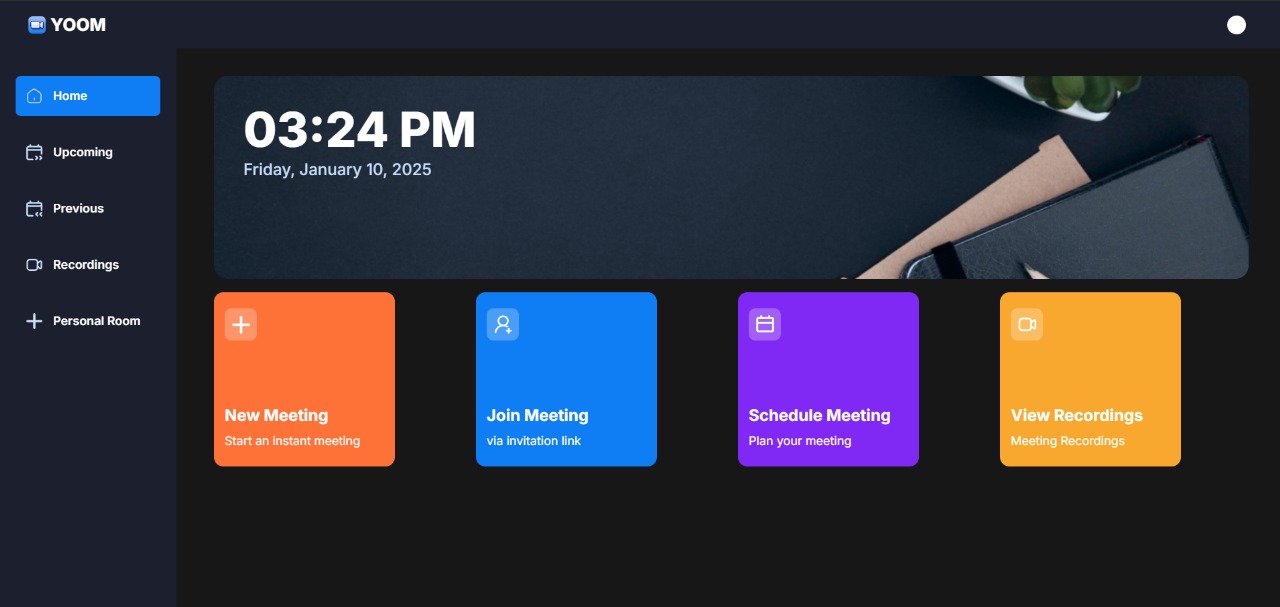 YOOM
Home
Upcoming
Previous
Recordings
Personal Room
03:24 PM
Friday, January 10, 2025
New Meeting
Start an instant meeting
Join Meeting
via invitation link
Schedule Meeting
Plan your meeting
View Recordings
Meeting Recordings